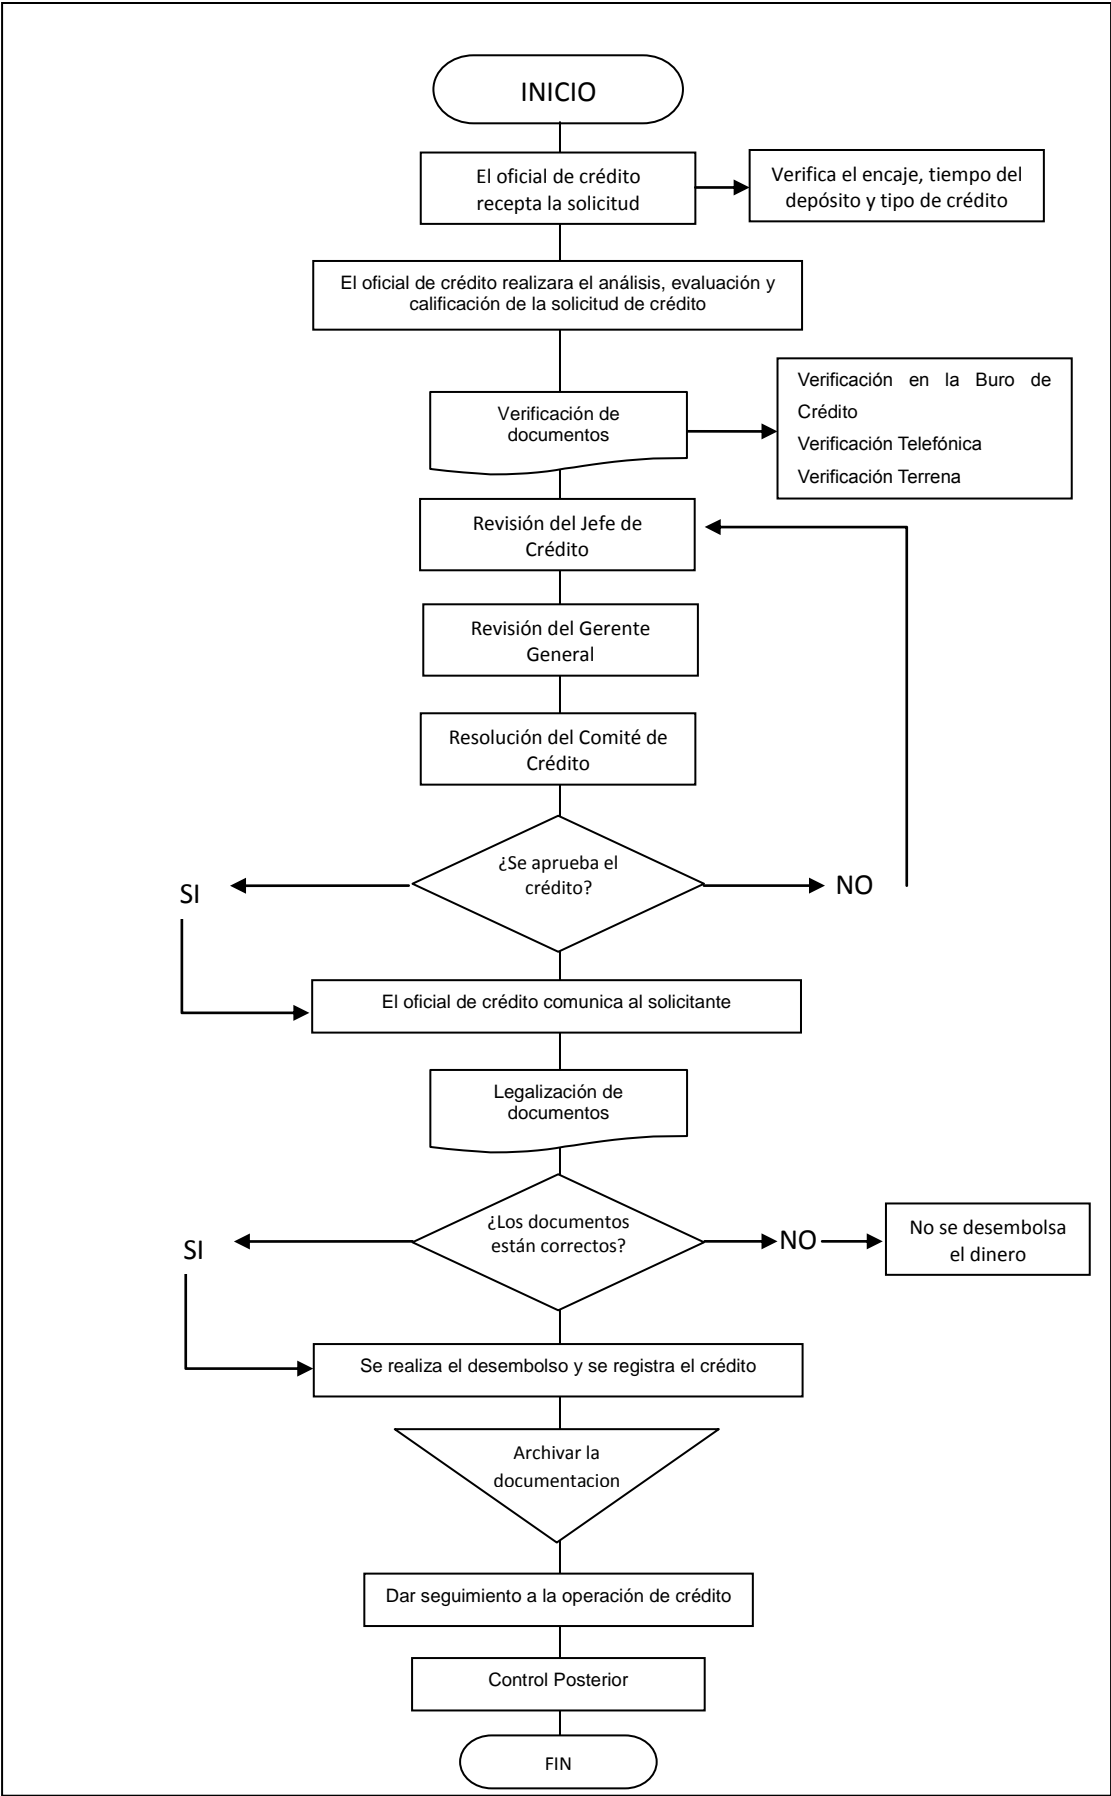 INICIO
El oficial de crédito
recepta la solicitud
Verifica el encaje, tiempo del
depósito y tipo de crédito
El oficial de crédito realizara el análisis, evaluación y
calificación de la solicitud de crédito
Verificación de
documentos
Verificación en la Buro de
Crédito
Verificación Telefónica
Verificación Terrena
Revisión del Jefe de
Crédito
Revisión del Gerente
General
Resolución del Comité de
Crédito
¿Se aprueba el
crédito?
SI
NO
El oficial de crédito comunica al solicitante
Legalización de
documentos
¿Los documentos
están correctos?
SI
NO
No se desembolsa
el dinero
Se realiza el desembolso y se registra el crédito
Archivar la
documentacion
Dar seguimiento a la operación de crédito
Control Posterior
FIN